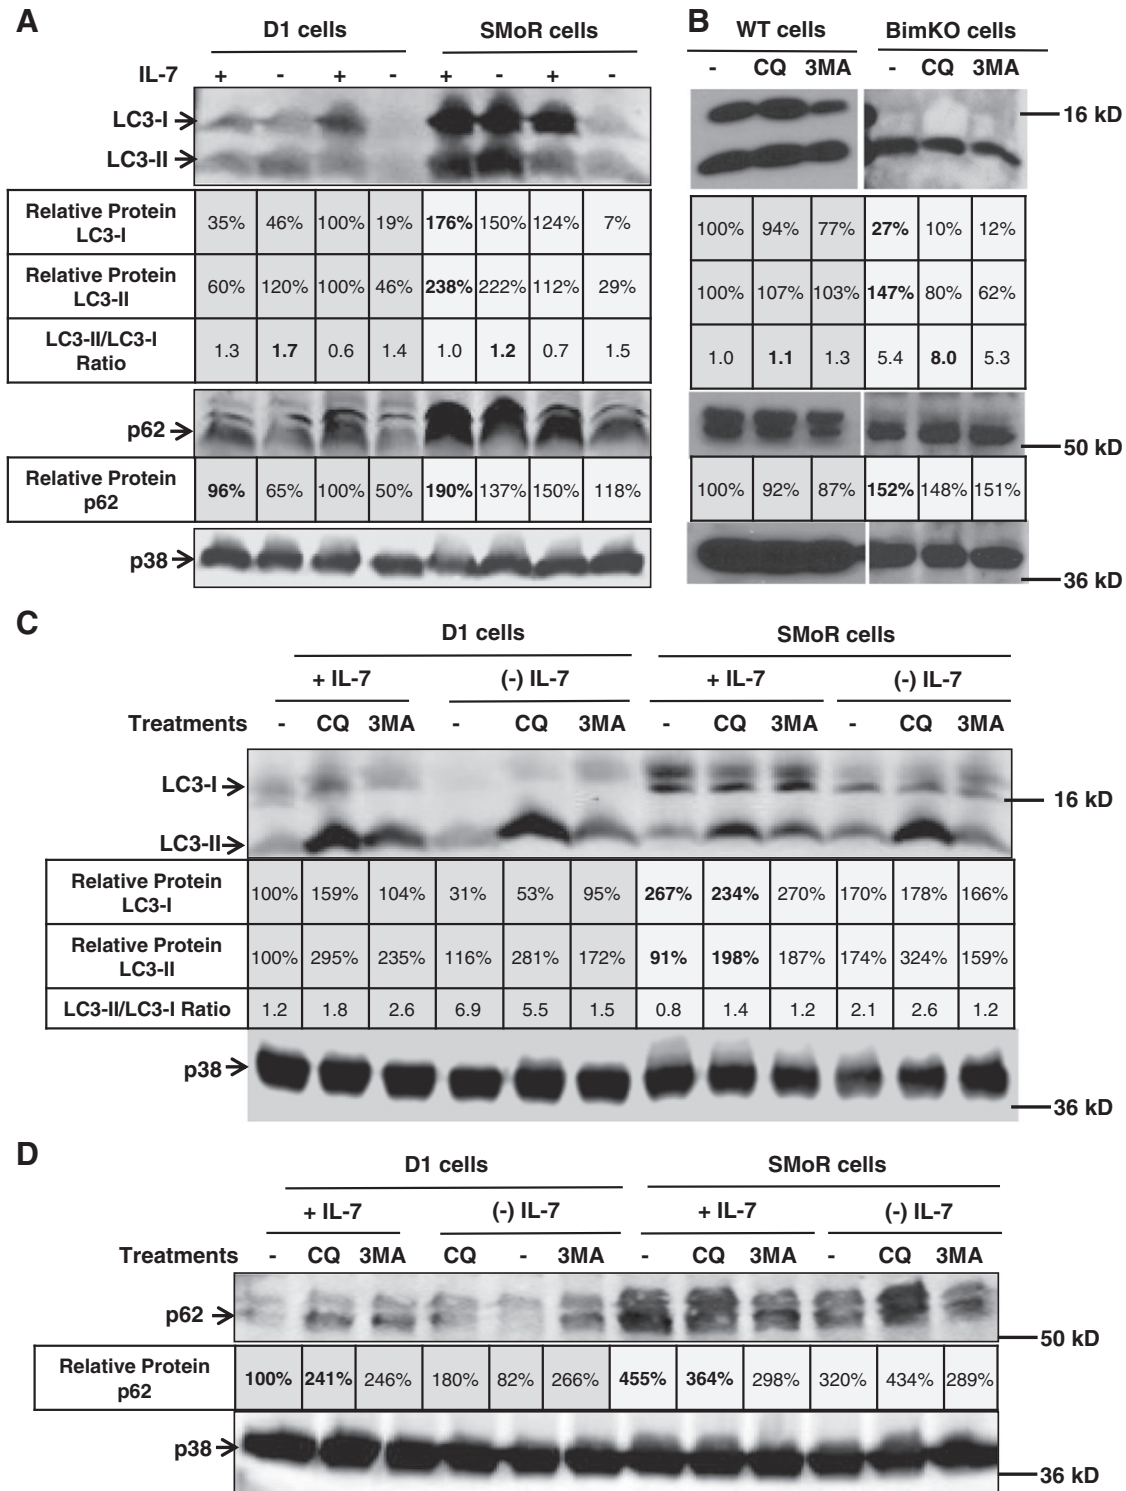 A
D1 cells SMoR cells
IL-7 + - + - + - + -
LC3-I
LC3-II
Relative Protein LC3-I 35% 46% 100% 19% 176% 150% 124% 7%
Relative Protein LC3-II 60% 120% 100% 46% 238% 222% 112% 29%
LC3-II/LC3-I Ratio 1.3 1.7 0.6 1.4 1.0 1.2 0.7 1.5
p62
Relative Protein p62 96% 65% 100% 50% 190% 137% 150% 118%
p38
B
WT cells BimKO cells
- CQ 3MA - CQ 3MA
16 kD
100% 94% 77% 27% 10% 12%
100% 107% 103% 147% 80% 62%
1.0 1.1 1.3 5.4 8.0 5.3
50 kD
100% 92% 87% 152% 148% 151%
36 kD
C
D1 cells SMoR cells
+ IL-7 (-) IL-7 + IL-7 (-) IL-7
Treatments - CQ 3MA - CQ 3MA - CQ 3MA - CQ 3MA
LC3-I
16 kD
LC3-II
Relative Protein LC3-I 100% 159% 104% 31% 53% 95% 267% 234% 270% 170% 178% 166%
Relative Protein LC3-II 100% 295% 235% 116% 281% 172% 91% 198% 187% 174% 324% 159%
LC3-II/LC3-I Ratio 1.2 1.8 2.6 6.9 5.5 1.5 0.8 1.4 1.2 2.1 2.6 1.2
p38
36 kD
D
D1 cells SMoR cells
+ IL-7 (-) IL-7 + IL-7 (-) IL-7
Treatments - CQ 3MA CQ - 3MA - CQ 3MA - CQ 3MA
p62
50 kD
Relative Protein p62 100% 241% 246% 180% 82% 266% 455% 364% 298% 320% 434% 289%
p38
36 kD